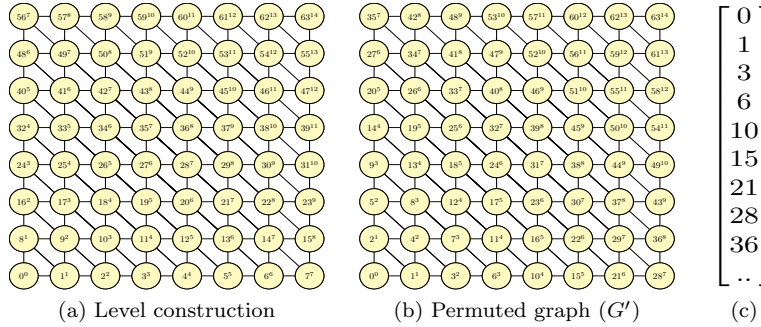 56⁷ 57⁸ 58⁹ 59¹⁰ 60¹¹ 61¹² 62¹³ 63¹⁴
48⁶ 49⁷ 50⁸ 51⁹ 52¹⁰ 53¹¹ 54¹² 55¹³
40⁵ 41⁶ 42⁷ 43⁸ 44⁹ 45¹⁰ 46¹¹ 47¹²
32⁴ 33⁵ 34⁶ 35⁷ 36⁸ 37⁹ 38¹⁰ 39¹¹
24³ 25⁴ 26⁵ 27⁶ 28⁷ 29⁸ 30⁹ 31¹⁰
16² 17³ 18⁴ 19⁵ 20⁶ 21⁷ 22⁸ 23⁹
8¹ 9² 10³ 11⁴ 12⁵ 13⁶ 14⁷ 15⁸
0⁰ 1¹ 2² 3³ 4⁴ 5⁵ 6⁶ 7⁷
(a) Level construction
35⁷ 42⁸ 48⁹ 53¹⁰ 57¹¹ 60¹² 62¹³ 63¹⁴
27⁶ 34⁷ 41⁸ 47⁹ 52¹⁰ 56¹¹ 59¹² 61¹³
20⁵ 26⁶ 33⁷ 40⁸ 46⁹ 51¹⁰ 55¹¹ 58¹²
14⁴ 19⁵ 25⁶ 32⁷ 39⁸ 45⁹ 50¹⁰ 54¹¹
9³ 13⁴ 18⁵ 24⁶ 31⁷ 38⁸ 44⁹ 49¹⁰
5² 8³ 12⁴ 17⁵ 23⁶ 30⁷ 37⁸ 43⁹
2¹ 4² 7³ 11⁴ 16⁵ 22⁶ 29⁷ 36⁸
0⁰ 1¹ 3² 6³ 10⁴ 15⁵ 21⁶ 28⁷
(b) Permuted graph (G′)
0
1
3
6
10
15
21
28
36
..
(c)